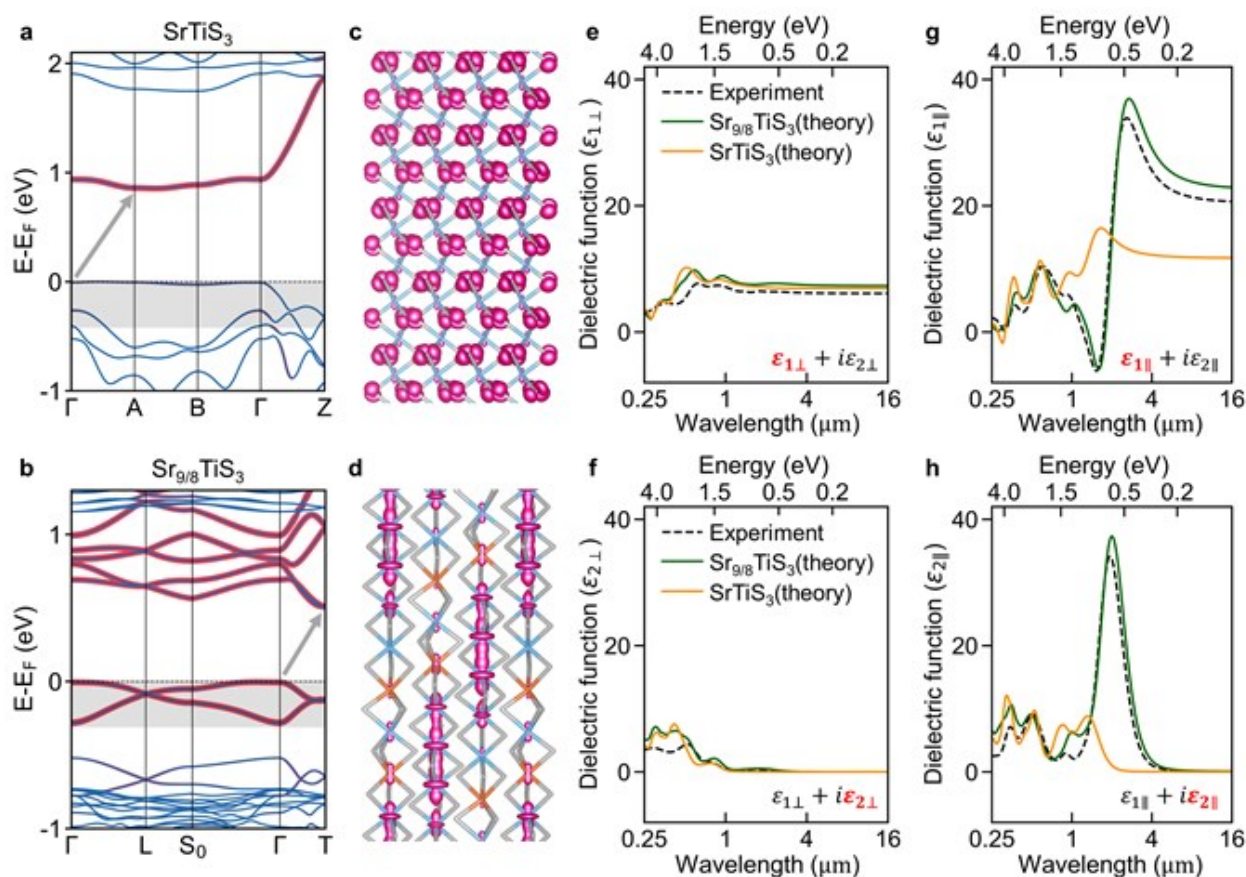 a
SrTiS3
2
1
0
-1
E-EF (eV)
Γ A B Γ Z
b
Sr9/8TiS3
1
0
-1
E-EF (eV)
Γ L S0 Γ T
c
d
e
Energy (eV)
4.0 1.5 0.5 0.2
40
20
0
Dielectric function (ε1⊥)
Experiment
Sr9/8TiS3(theory)
SrTiS3(theory)
ε1⊥ + iε2⊥
0.25 1 4 16
Wavelength (μm)
f
Energy (eV)
4.0 1.5 0.5 0.2
40
20
0
Dielectric function (ε2⊥)
Experiment
Sr9/8TiS3(theory)
SrTiS3(theory)
ε1⊥ + iε2⊥
0.25 1 4 16
Wavelength (μm)
g
Energy (eV)
4.0 1.5 0.5 0.2
40
20
0
Dielectric function (ε1∥)
ε1∥ + iε2∥
0.25 1 4 16
Wavelength (μm)
h
Energy (eV)
4.0 1.5 0.5 0.2
40
20
0
Dielectric function (ε2∥)
ε1∥ + iε2∥
0.25 1 4 16
Wavelength (μm)